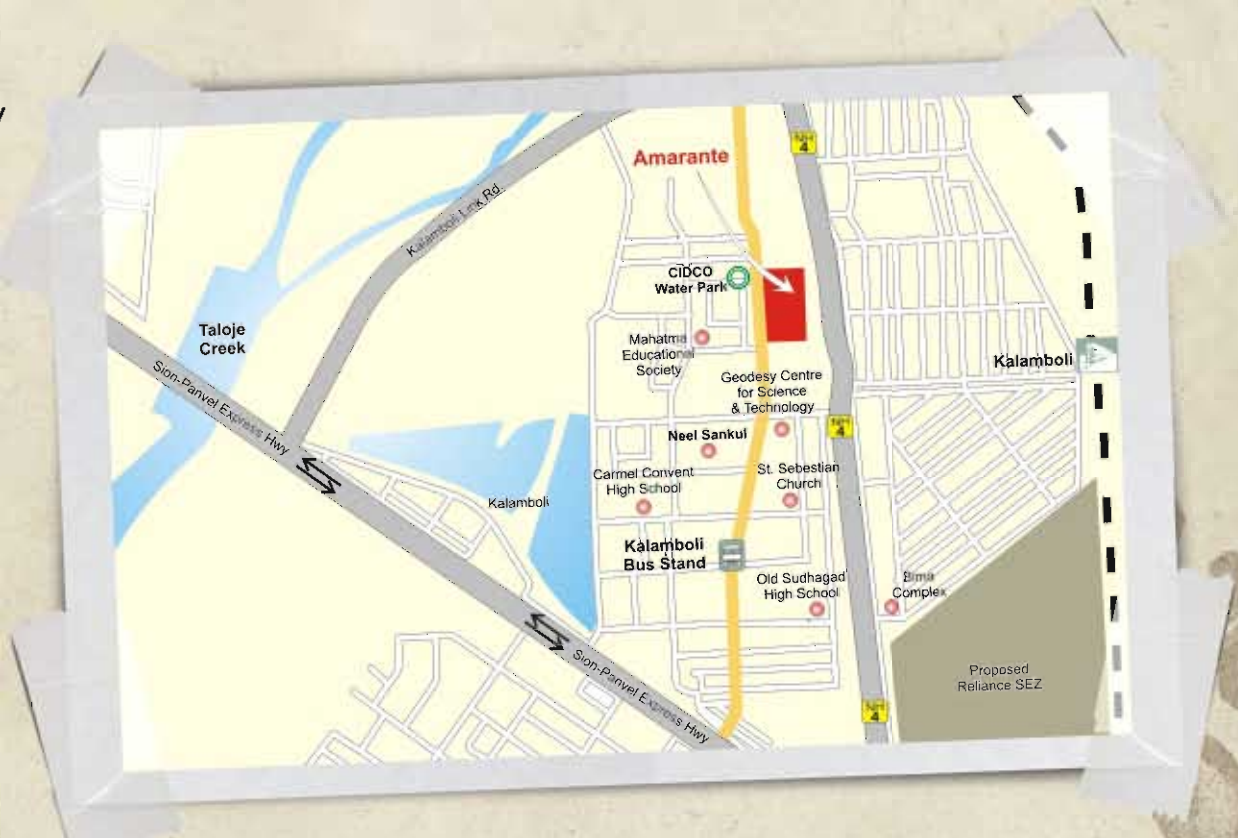 NH
4
Amarante
Kalamboli Link Rd.
CIDCO
Water Park
Taloje
Creek
Mahatma
Educational
Society
Kalamboli
Sion-Panvel Express Hwy
Geodesy Centre
for Science
& Technology
NH
4
Neel Sankul
Carmel Convent
High School
St. Sebestian
Church
Kalamboli
Kalamboli
Bus Stand
Old Sudhagad
High School
Bima
Complex
Sion-Panvel Express Hwy
Proposed
Reliance SEZ
NH
4